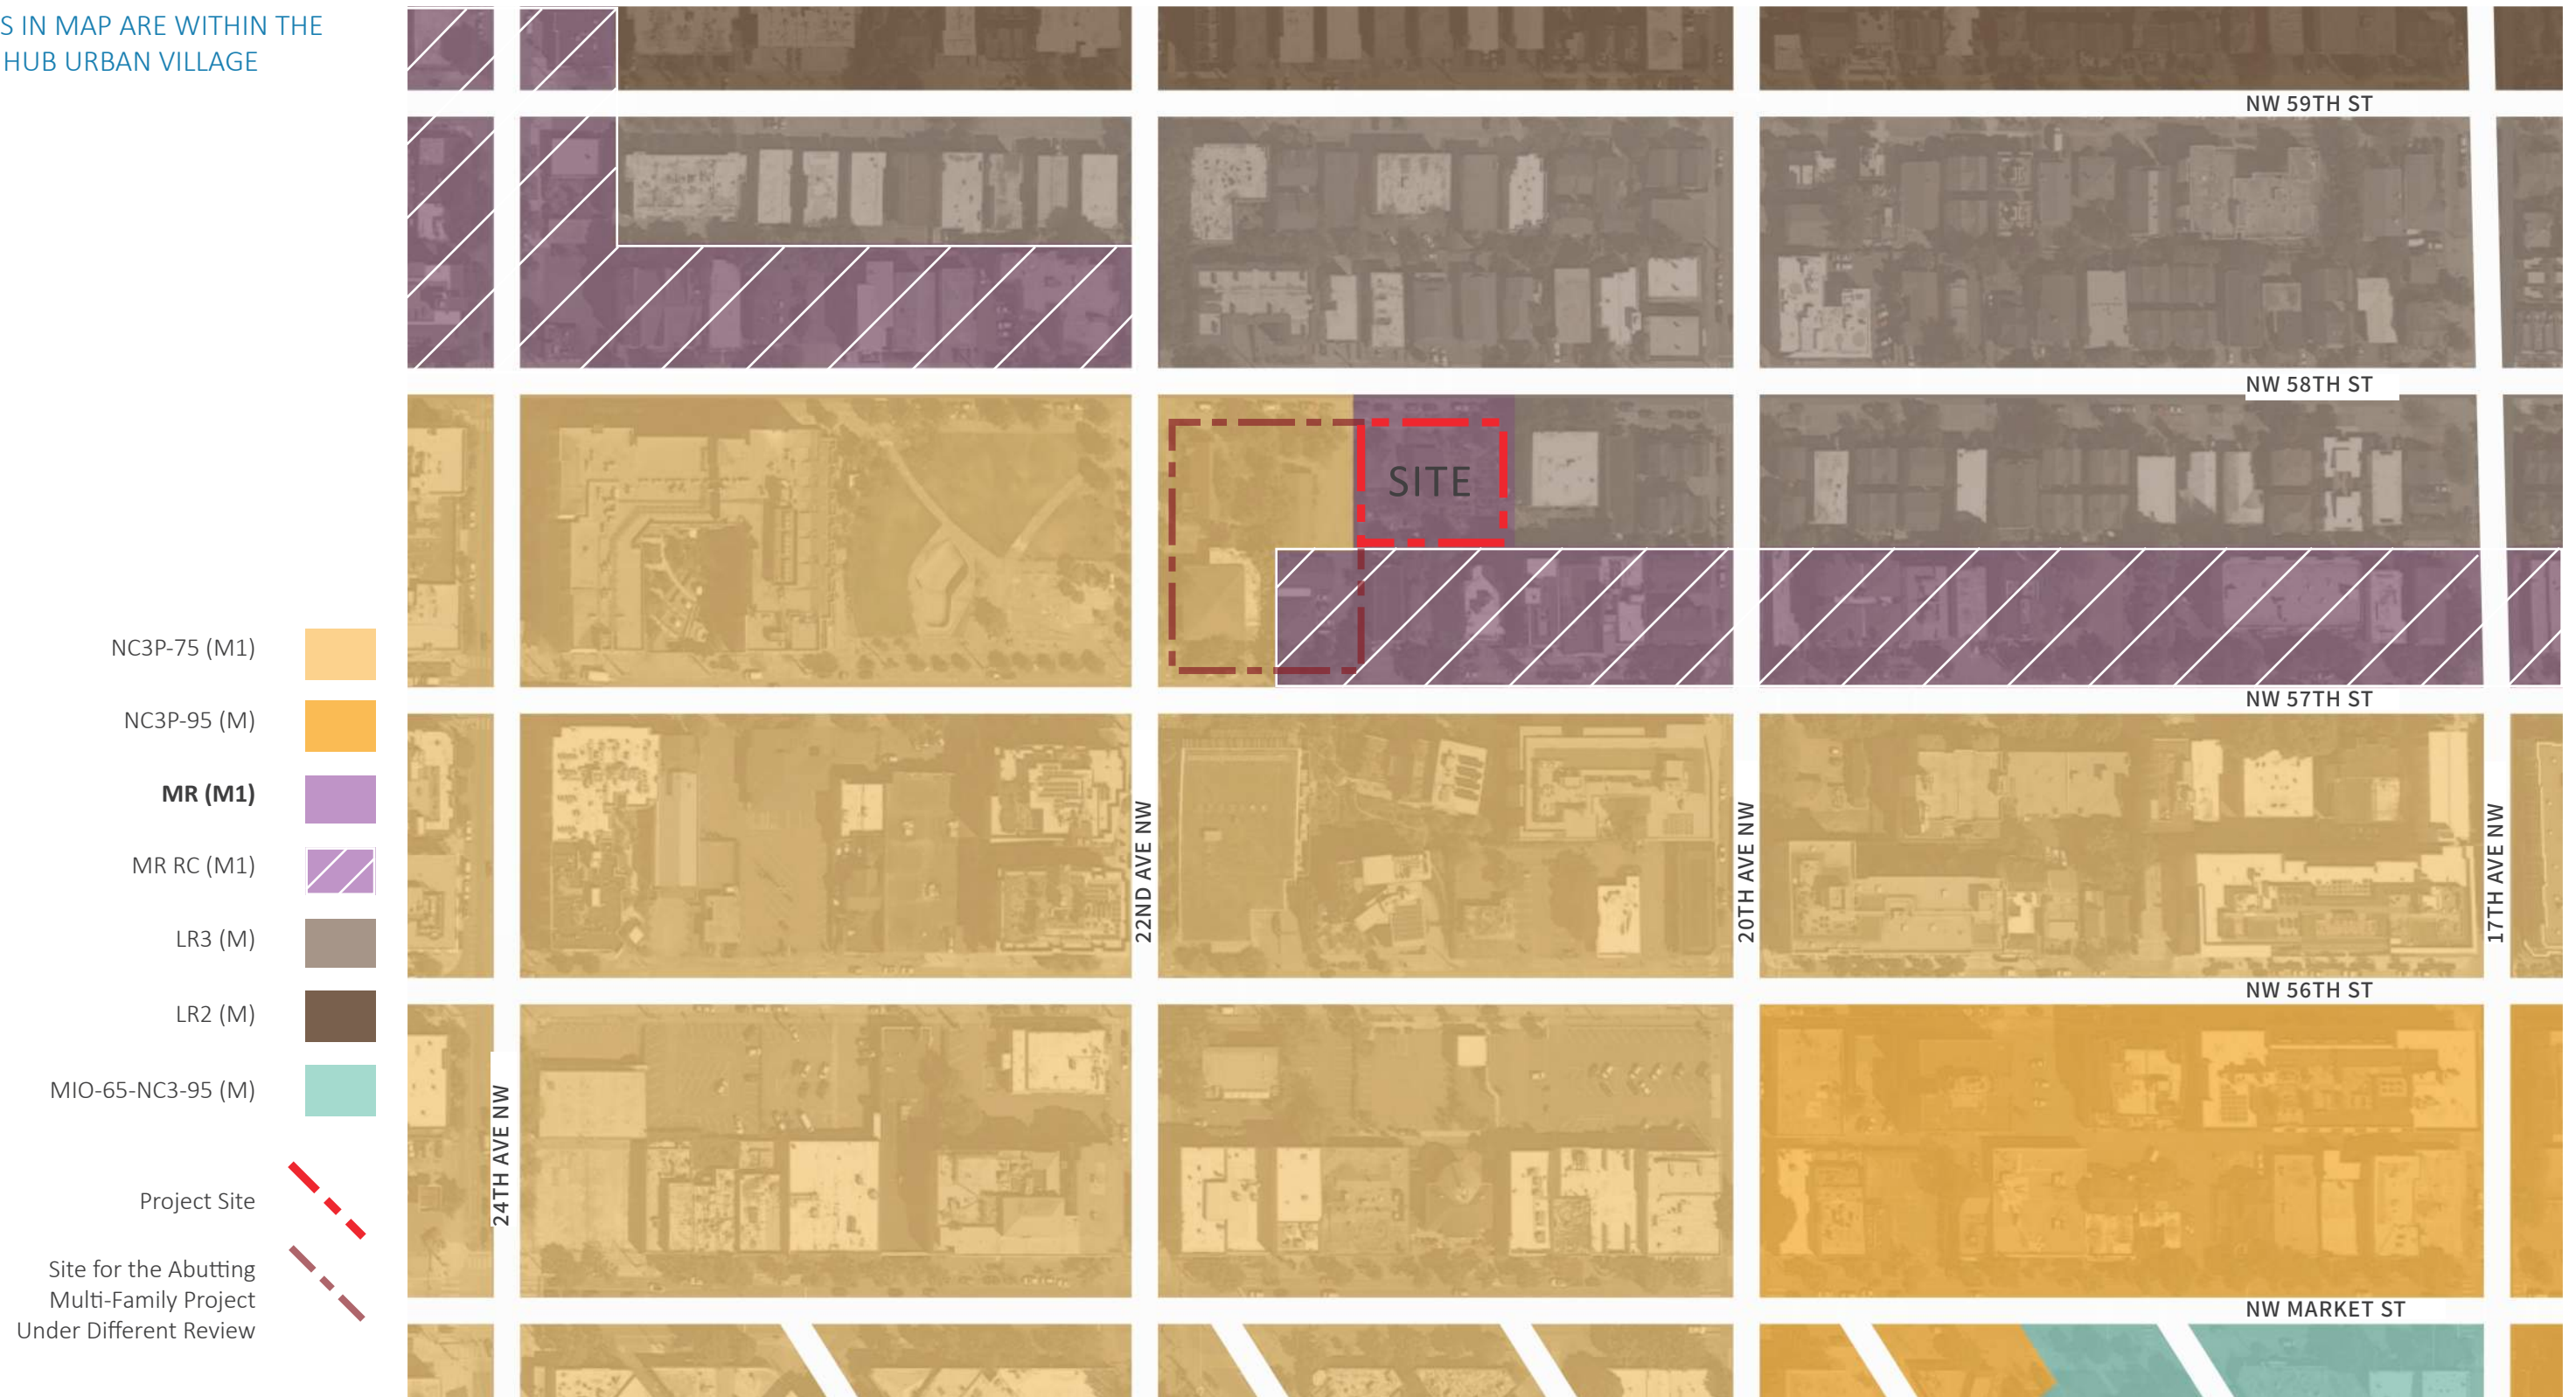 S IN MAP ARE WITHIN THE
HUB URBAN VILLAGE
NW 59TH ST
NW 58TH ST
SITE
NW 57TH ST
NC3P-75 (M1)
NC3P-95 (M)
MR (M1)
MR RC (M1)
LR3 (M)
LR2 (M)
MIO-65-NC3-95 (M)
Project Site
Site for the Abutting
Multi-Family Project
Under Different Review
22ND AVE NW
20TH AVE NW
17TH AVE NW
NW 56TH ST
24TH AVE NW
NW MARKET ST